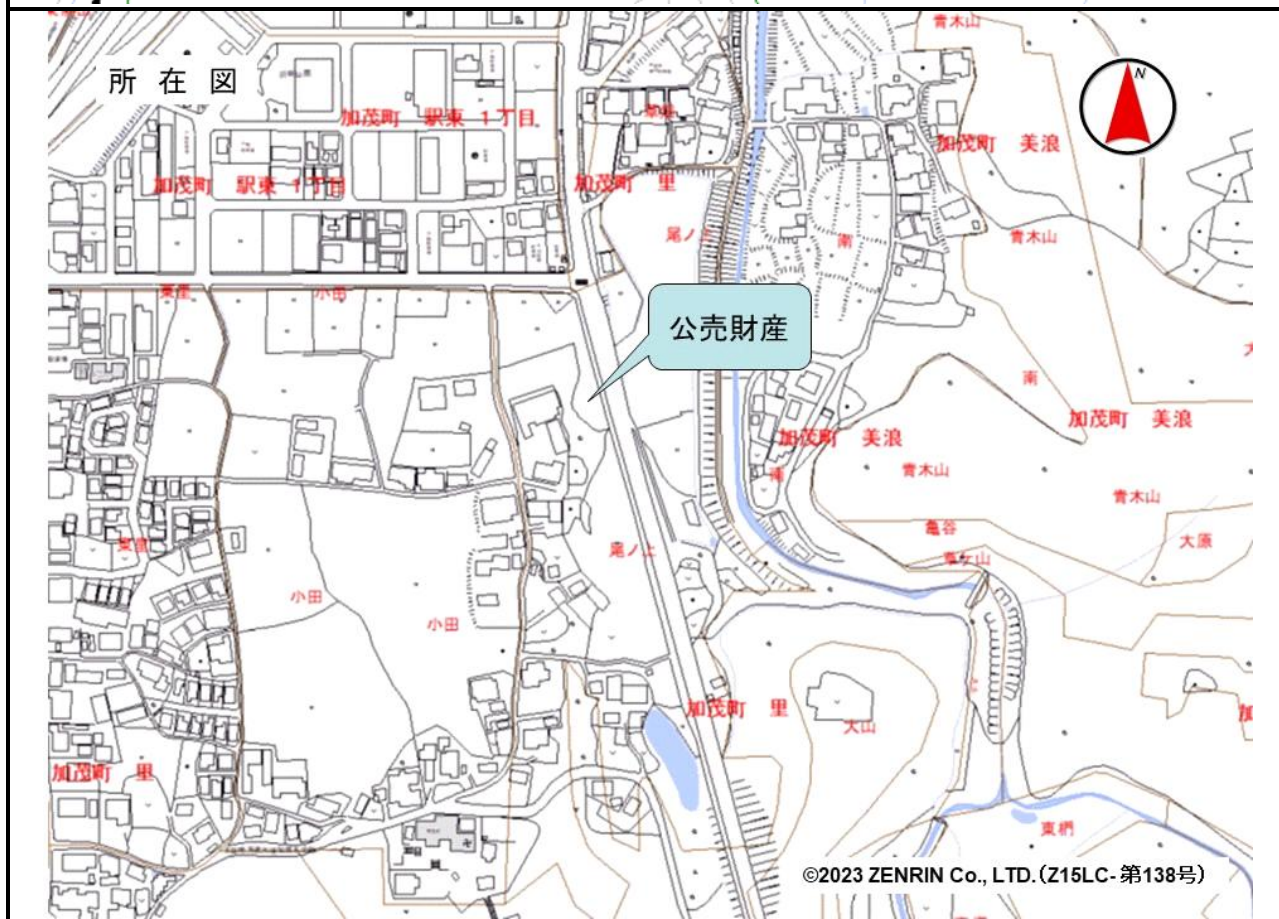 青木山
所在図
N
加茂町 駅東 1丁目
加茂町 美浪
加茂町 駅東 1丁目
加茂町 里
尾ノ上
南
青木山
小田
公売財産
南
加茂町 美浪
加茂町 美浪
青木山
南
青木山
亀谷
大原
尾ノ上
小田
小田
加茂町 里
大山
加茂町 里
東椚
©2023 ZENRIN Co., LTD.(Z15LC-第138号)